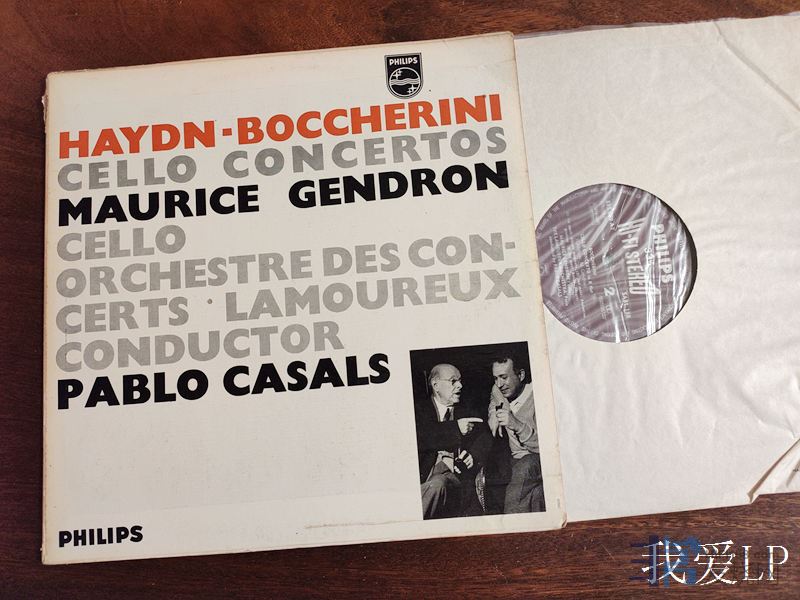 PHILIPS
HAYDN-BOCCHERINI
CELLO CONCERTOS
MAURICE GENDRON
CELLO
ORCHESTRE DES CON-
CERTS LAMOUREUX
CONDUCTOR
PABLO CASALS
PHILIPS
PHILIPS
HI-FI STEREO
2
我爱LP